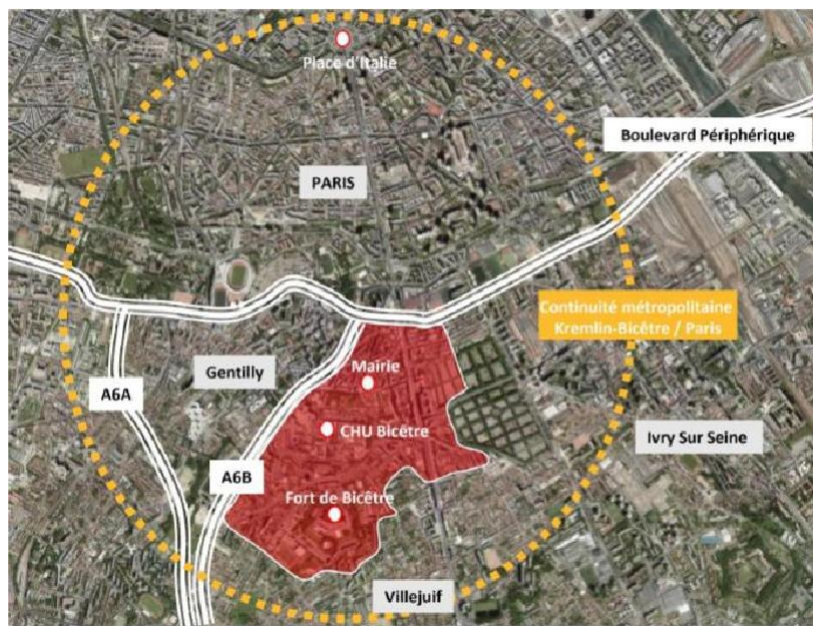 Place d'Italie
Boulevard Périphérique
PARIS
Continuité métropolitaine
Kremlin-Bicêtre / Paris
Mairie
Gentilly
A6A
CHU Bicêtre
Ivry Sur Seine
A6B
Fort de Bicêtre
Villejuif